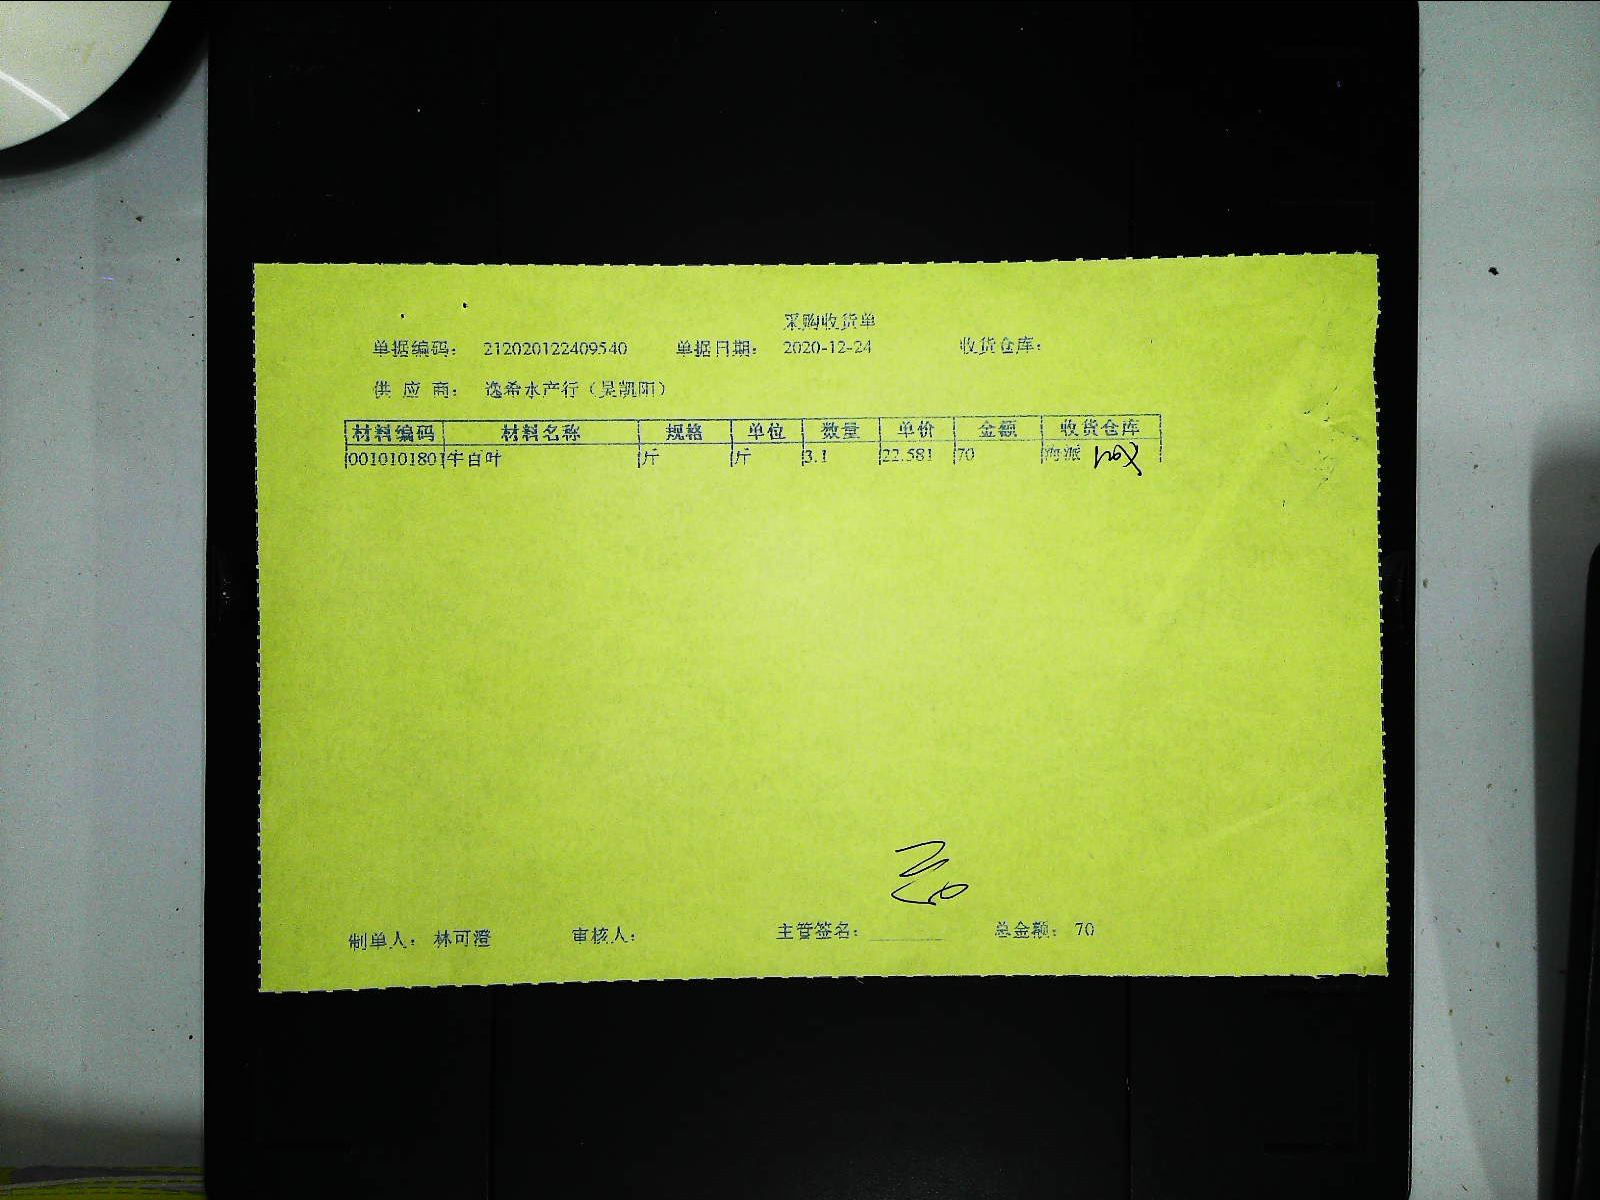 采购收货单
单据编码： 212020122409540 单据日期： 2020-12-24 收货仓库：
供 应 商： 逸希水产行（吴凯阳）
材料编码 材料名称 规格 单位 数量 单价 金额 收货仓库
0010101801 牛百叶 斤 斤 3.1 22.581 70 海派
制单人： 林可澄 审核人： 主管签名：________ 总金额： 70